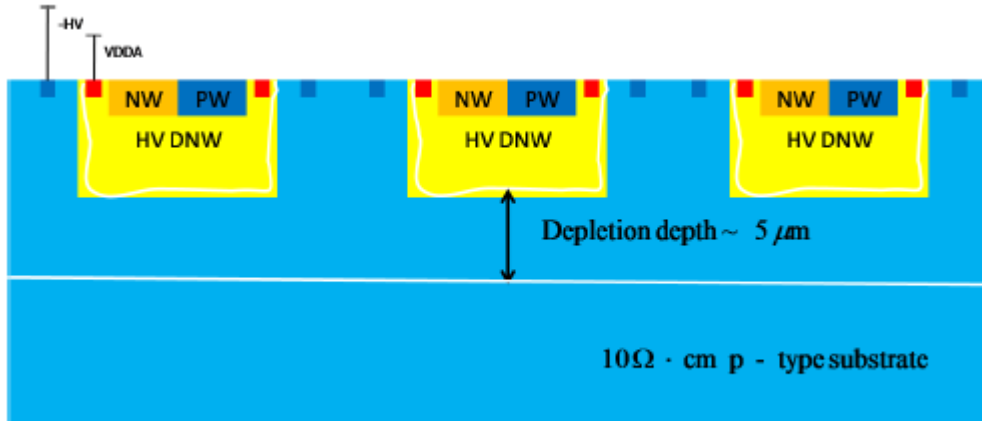 -HV
VDDA
NW PW NW PW NW PW
HV DNW HV DNW HV DNW
Depletion depth ~ 5 μm
10Ω · cm p - type substrate